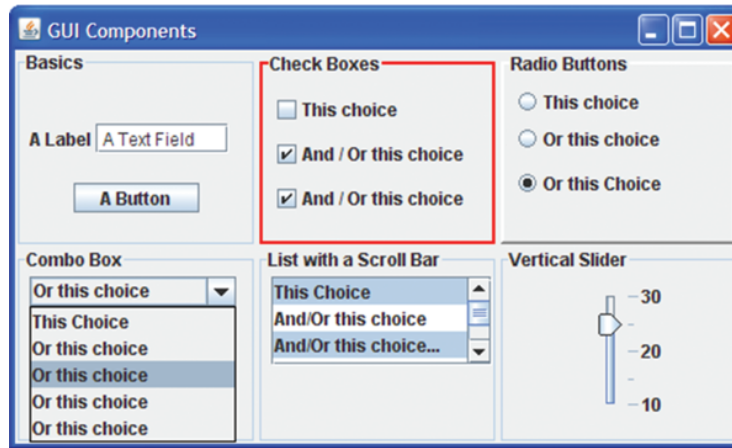 GUI Components
Basics
A Label A Text Field
A Button
Check Boxes
This choice
And / Or this choice
And / Or this choice
Radio Buttons
This choice
Or this choice
Or this Choice
Combo Box
Or this choice
This Choice
Or this choice
Or this choice
Or this choice
Or this choice
List with a Scroll Bar
This Choice
And/Or this choice
And/Or this choice...
Vertical Slider
30
20
10